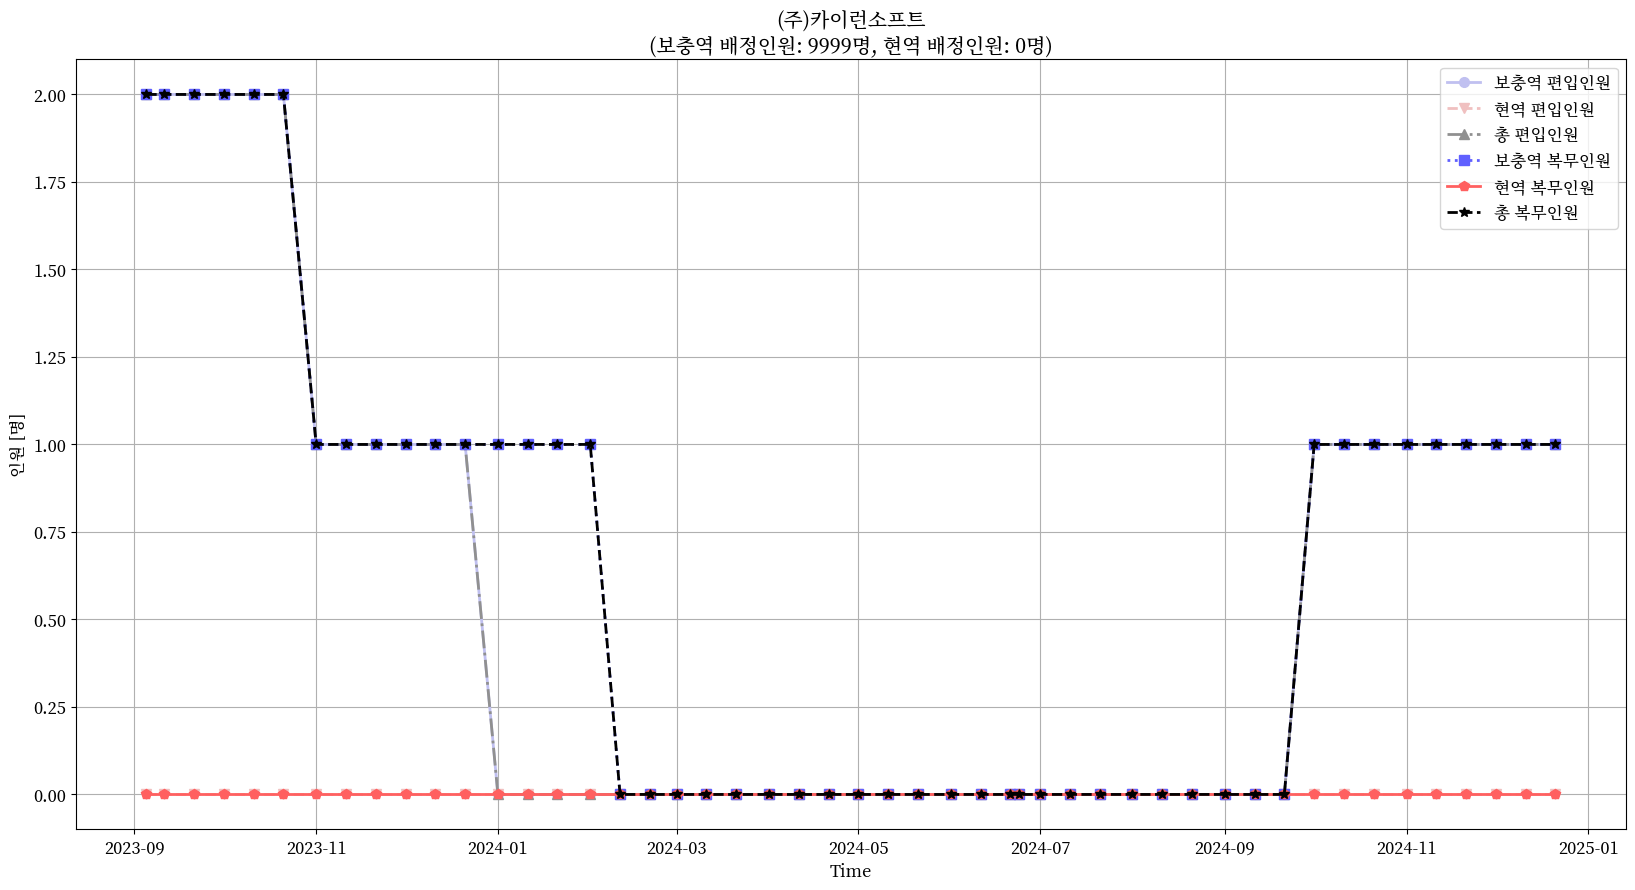 (주)카이런소프트
(보충역 배정인원: 9999명, 현역 배정인원: 0명)
보충역 편입인원
현역 편입인원
총 편입인원
보충역 복무인원
현역 복무인원
총 복무인원
2.00
1.75
1.50
1.25
1.00
0.75
0.50
0.25
0.00
인원 [명]
2023-09 2023-11 2024-01 2024-03 2024-05 2024-07 2024-09 2024-11 2025-01
Time